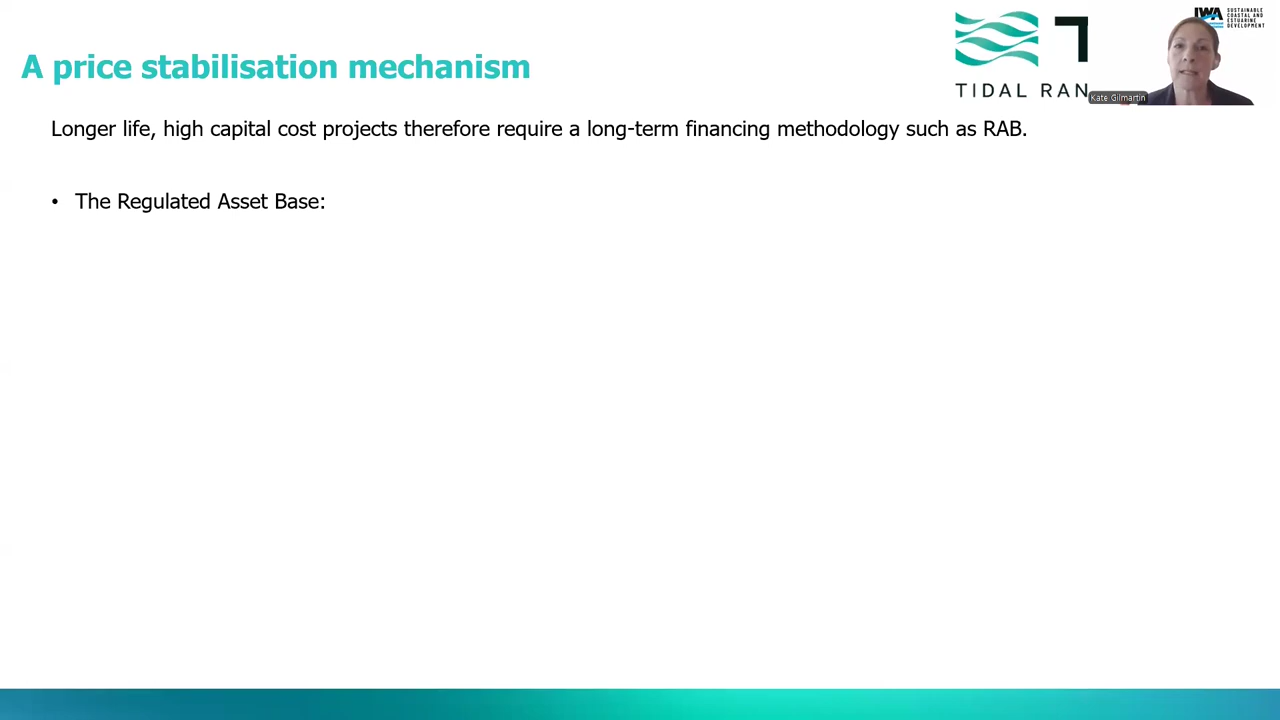 A price stabilisation mechanism
TIDAL RAN
Kate Gilmartin
IWA
SUSTAINABLE
COASTAL AND
ESTUARINE
DEVELOPMENT
Longer life, high capital cost projects therefore require a long-term financing methodology such as RAB.
• The Regulated Asset Base: